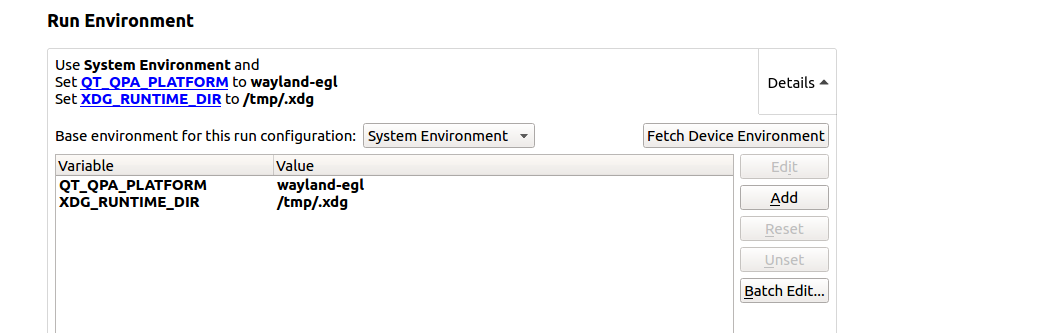 Run Environment
Use System Environment and
Set QT_QPA_PLATFORM to wayland-egl
Set XDG_RUNTIME_DIR to /tmp/.xdg
Details
Base environment for this run configuration: System Environment Fetch Device Environment
Variable Value
QT_QPA_PLATFORM wayland-egl
XDG_RUNTIME_DIR /tmp/.xdg
Edit
Add
Reset
Unset
Batch Edit...